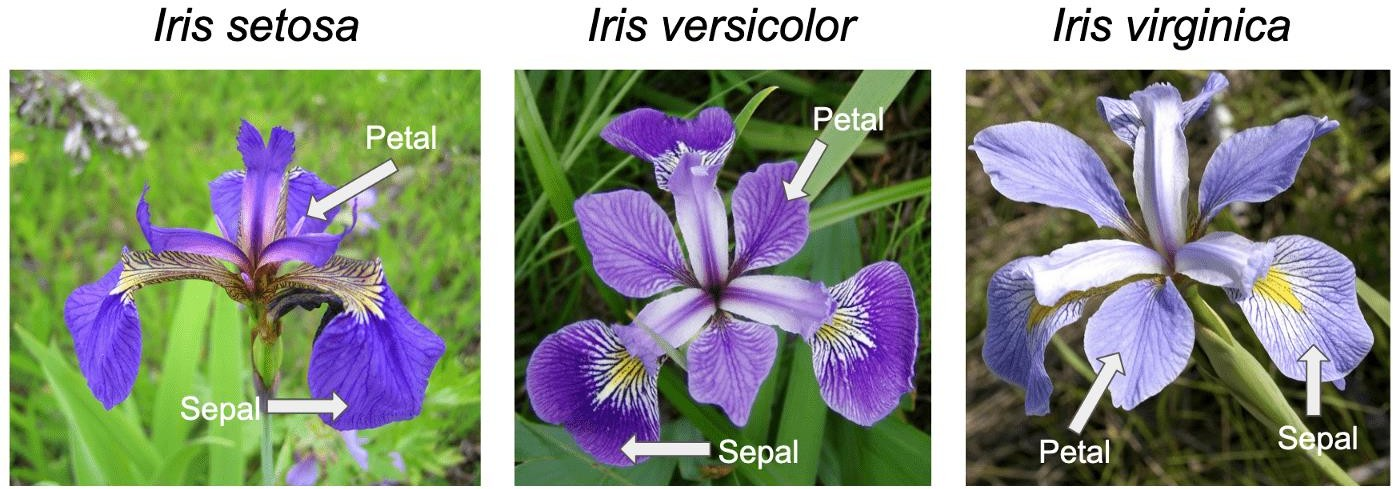 Iris setosa
Iris versicolor
Iris virginica
Petal
Sepal
Petal
Sepal
Petal
Sepal